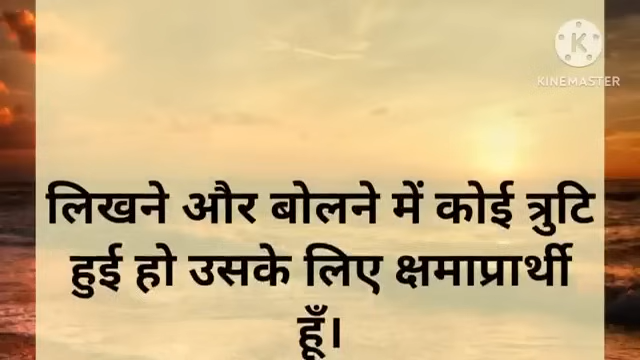 K
KINEMASTER
लिखने और बोलने में कोई त्रुटि
हुई हो उसके लिए क्षमाप्रार्थी
हूँ।